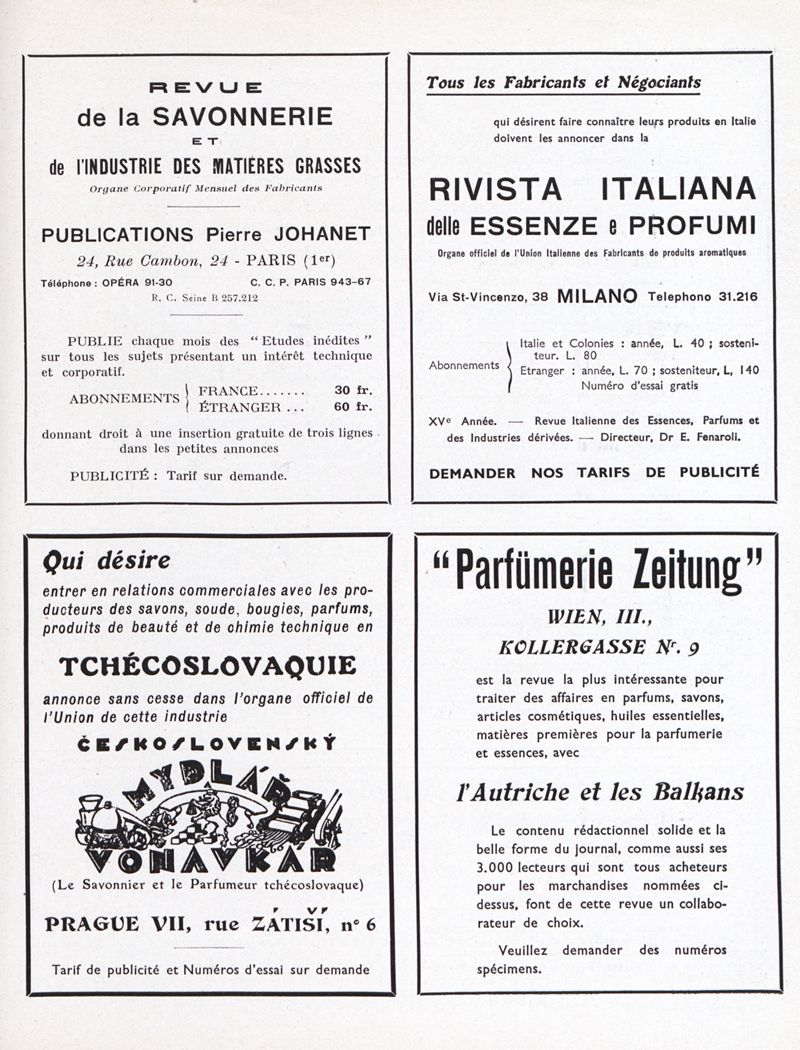 REVUE
de la SAVONNERIE
ET
de l'INDUSTRIE DES MATIÈRES GRASSES
Organe Corporatif Mensuel des Fabricants
PUBLICATIONS Pierre JOHANET
24, Rue Cambon, 24 - PARIS (1er)
Téléphone : OPÉRA 91-30 C. C. P. PARIS 943-67
R. C. Seine B 257.212
PUBLIE chaque mois des "Etudes inédites"
sur tous les sujets présentant un intérêt technique
et corporatif.
ABONNEMENTS { FRANCE....... 30 fr.
ÉTRANGER ... 60 fr.
donnant droit à une insertion gratuite de trois lignes
dans les petites annonces
PUBLICITÉ : Tarif sur demande.
Tous les Fabricants et Négociants
qui désirent faire connaître leurs produits en Italie
doivent les annoncer dans la
RIVISTA ITALIANA
delle ESSENZE e PROFUMI
Organe officiel de l'Union Italienne des Fabricants de produits aromatiques
Via St-Vincenzo, 38 MILANO Telephono 31.216
Abonnements { Italie et Colonies : année, L. 40 ; sosteni-
teur. L. 80
Etranger : année, L. 70 ; sosteniteur, L, 140
Numéro d'essai gratis
XVe Année. — Revue Italienne des Essences, Parfums et
des Industries dérivées. — Directeur, Dr E. Fenaroli.
DEMANDER NOS TARIFS DE PUBLICITÉ
Qui désire
entrer en relations commerciales avec les pro-
ducteurs des savons, soude, bougies, parfums,
produits de beauté et de chimie technique en
TCHÉCOSLOVAQUIE
annonce sans cesse dans l'organe officiel de
l'Union de cette industrie
ČESKOSLOVENSKÝ
MYDLÁŘ
VOŇAVKÁŘ
(Le Savonnier et le Parfumeur tchécoslovaque)
PRAGUE VII, rue ZÁTIŠÍ, n° 6
Tarif de publicité et Numéros d'essai sur demande
"Parfümerie Zeitung"
WIEN, III.,
KOLLERGASSE Nr. 9
est la revue la plus intéressante pour
traiter des affaires en parfums, savons,
articles cosmétiques, huiles essentielles,
matières premières pour la parfumerie
et essences, avec
l'Autriche et les Balkans
Le contenu rédactionnel solide et la
belle forme du journal, comme aussi ses
3.000 lecteurs qui sont tous acheteurs
pour les marchandises nommées ci-
dessus, font de cette revue un collabo-
rateur de choix.
Veuillez demander des numéros
spécimens.